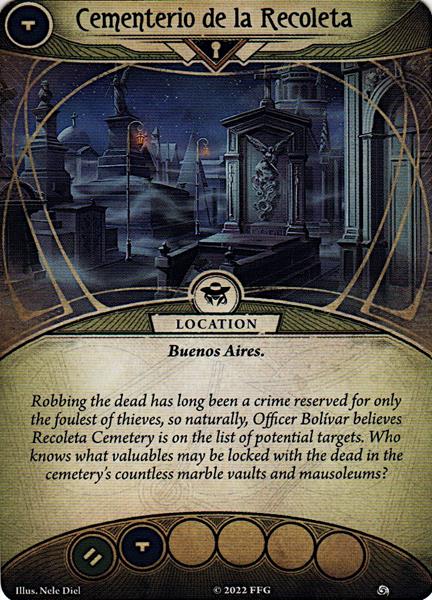 Cementerio de la Recoleta
LOCATION
Buenos Aires.
Robbing the dead has long been a crime reserved for only
the foulest of thieves, so naturally, Officer Bolívar believes
Recoleta Cemetery is on the list of potential targets. Who
knows what valuables may be locked with the dead in the
cemetery's countless marble vaults and mausoleums?
Illus. Nele Diel
© 2022 FFG